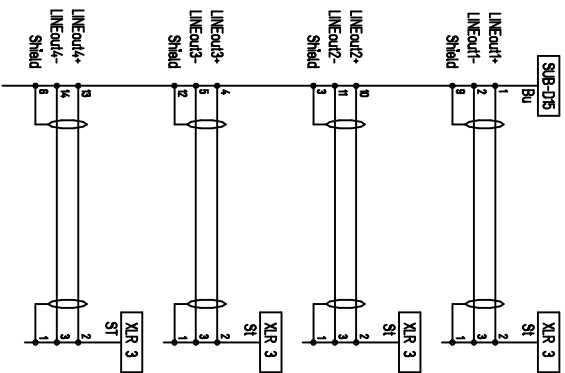 SUB-D15 XLR 3
Bu St
LINEout1+ 1 2
LINEout1- 2 3
Shield 9 1
XLR 3
St
LINEout2+ 10 2
LINEout2- 11 3
Shield 3 1
XLR 3
St
LINEout3+ 4 2
LINEout3- 5 3
Shield 12 1
XLR 3
ST
LINEout4+ 13 2
LINEout4- 14 3
Shield 6 1